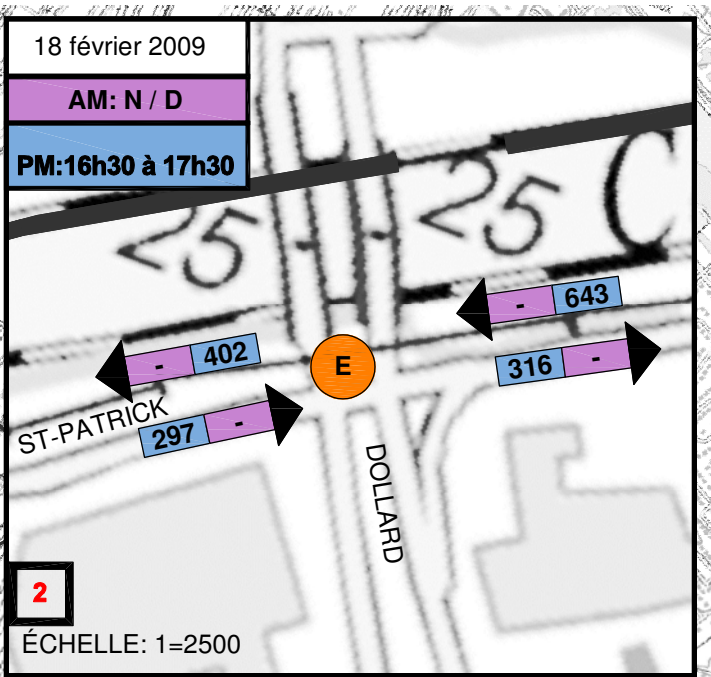 18 février 2009
AM: N / D
PM:16h30 à 17h30
25
25
C
- 643
- 402
E
316 -
297 -
ST-PATRICK
DOLLARD
2
ÉCHELLE: 1=2500